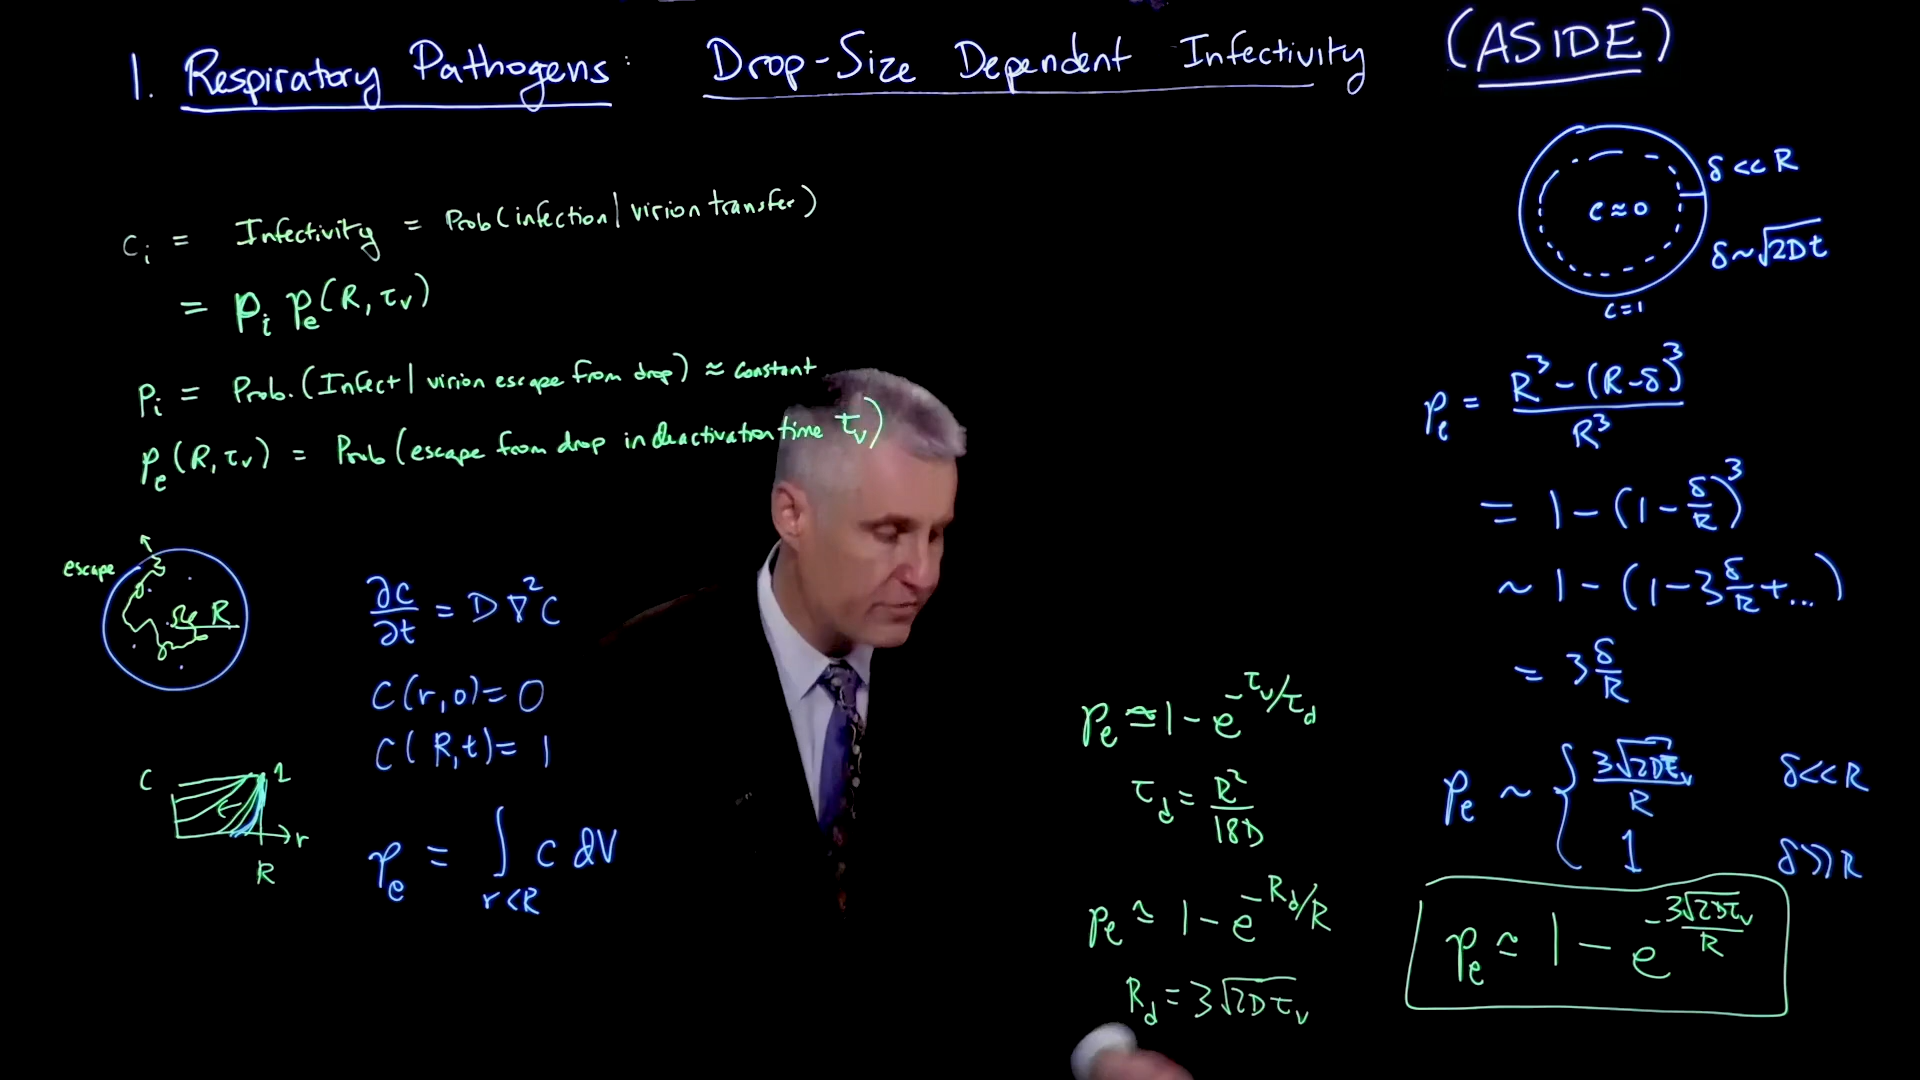 1. Respiratory Pathogens: Drop-Size Dependent Infectivity (ASIDE)
c_i = Infectivity = Prob(infection | virion transfer)
= p_i p_e(R, τ_v)
p_i = Prob. (Infect | virion escape from drop) ≈ constant
p_e(R, τ_v) = Prob(escape from drop in deactivation time τ_v)
escape
R
∂c/∂t = D∇²c
c(r,0) = 0
c(R,t) = 1
C
1
r
R
p_e = ∫_{r<R} c dV
p_e ≃ 1 - e^{-τ_v/τ_d}
τ_d = R²/18D
p_e ≃ 1 - e^{-R_d/R}
R_d = 3√(2Dτ_v)
δ << R
c≈0
δ ~ √(2Dt)
c=1
p_e = (R³ - (R-δ)³)/R³
= 1 - (1 - δ/R)³
~ 1 - (1 - 3 δ/R + ...)
= 3 δ/R
p_e ~ { 3√(2Dτ_v)/R δ<<R
1 δ>>R
p_e ≃ 1 - e^{-3√(2Dτ_v)/R}